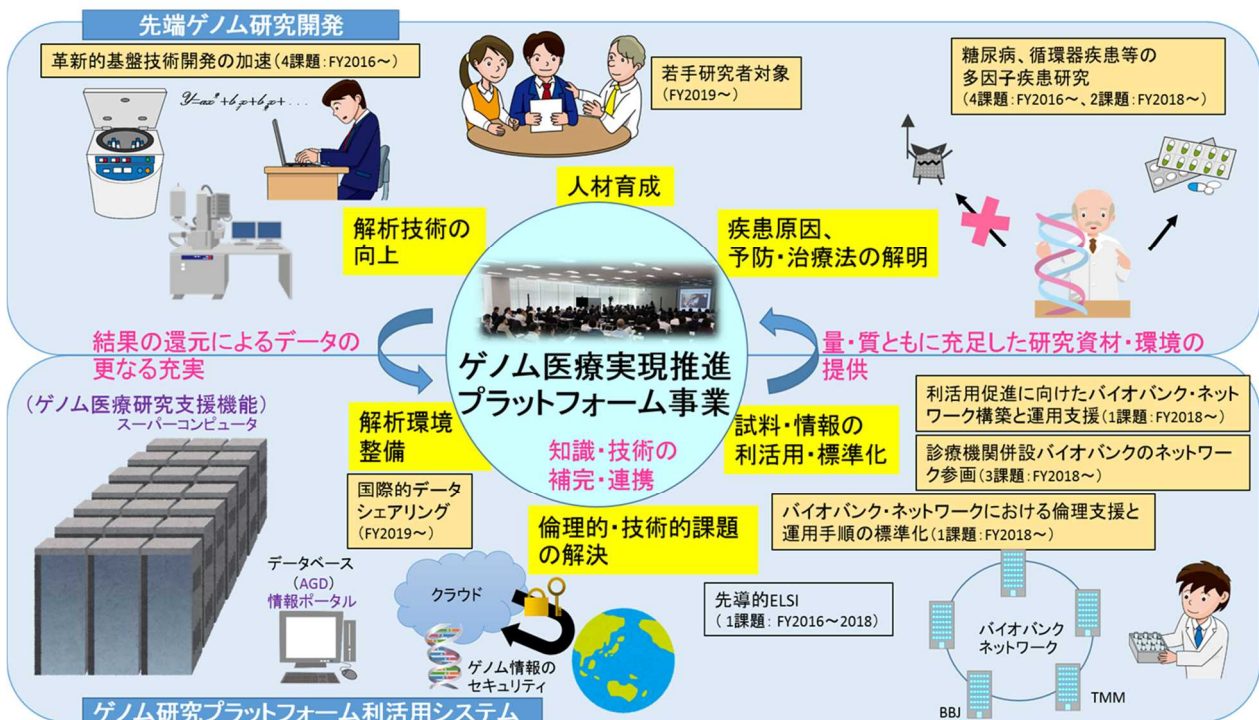 先端ゲノム研究開発
革新的基盤技術開発の加速(4課題：FY2016～)
若手研究者対象
(FY2019～)
糖尿病、循環器疾患等の
多因子疾患研究
(4課題：FY2016～、2課題：FY2018～)
人材育成
解析技術の
向上
疾患原因、
予防・治療法の解明
結果の還元によるデータの
更なる充実
量・質ともに充足した研究資材・環境の
提供
ゲノム医療実現推進
プラットフォーム事業
知識・技術の
補完・連携
(ゲノム医療研究支援機能)
スーパーコンピュータ
解析環境
整備
試料・情報の
利活用・標準化
利活用促進に向けたバイオバンク・ネット
ワーク構築と運用支援(1課題：FY2018～)
診療機関併設バイオバンクのネットワー
ク参画(3課題：FY2018～)
国際的データ
シェアリング
(FY2019～)
倫理的・技術的課題
の解決
バイオバンク・ネットワークにおける倫理支援と
運用手順の標準化(1課題：FY2018～)
データベース
(AGD)
情報ポータル
クラウド
ゲノム情報の
セキュリティ
先導的ELSI
(1課題：FY2016～2018)
バイオバンク
ネットワーク
BBJ
TMM
ゲノム研究プラットフォーム利活用システム